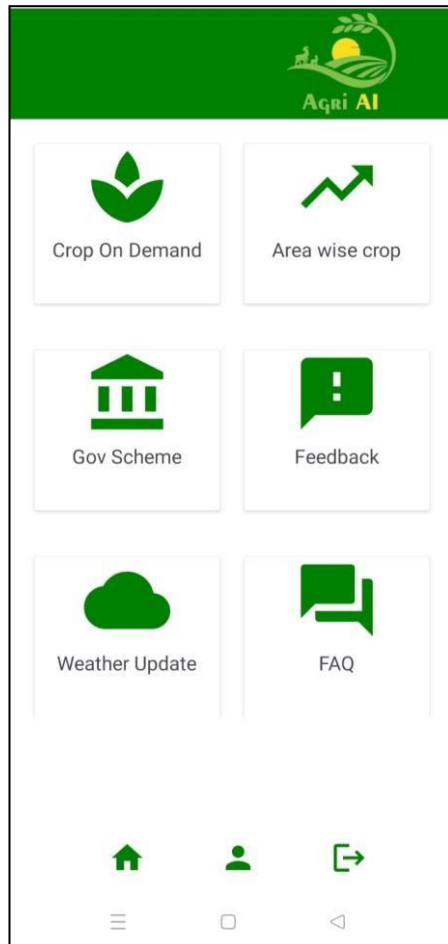 Agri AI
Crop On Demand
Area wise crop
Gov Scheme
Feedback
Weather Update
FAQ